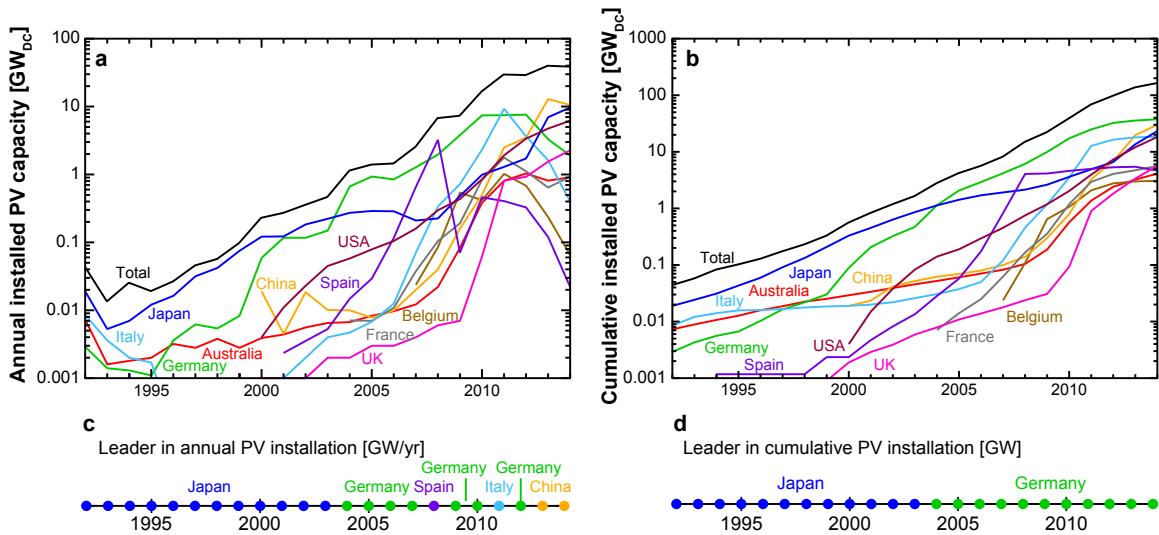 a
Annual installed PV capacity [GW_DC]
100
10
1
0.1
0.01
0.001
Total
Japan
Italy
Germany
Australia
China
USA
Spain
Belgium
France
UK
1995
2000
2005
2010
b
Cumulative installed PV capacity [GW_DC]
1000
100
10
1
0.1
0.01
0.001
Total
Japan
Italy
Australia
China
Germany
USA
Spain
Belgium
France
UK
1995
2000
2005
2010
c
Leader in annual PV installation [GW/yr]
Germany Germany
Japan Germany Spain Italy China
1995 2000 2005 2010
d
Leader in cumulative PV installation [GW]
Japan Germany
1995 2000 2005 2010